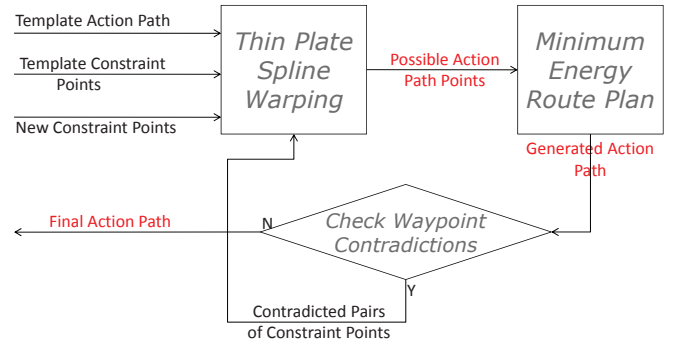 Template Action Path
Template Constraint
Points
New Constraint Points
Thin Plate
Spline
Warping
Possible Action
Path Points
Minimum
Energy
Route Plan
Generated Action
Path
Check Waypoint
Contradictions
N
Final Action Path
Y
Contradicted Pairs
of Constraint Points